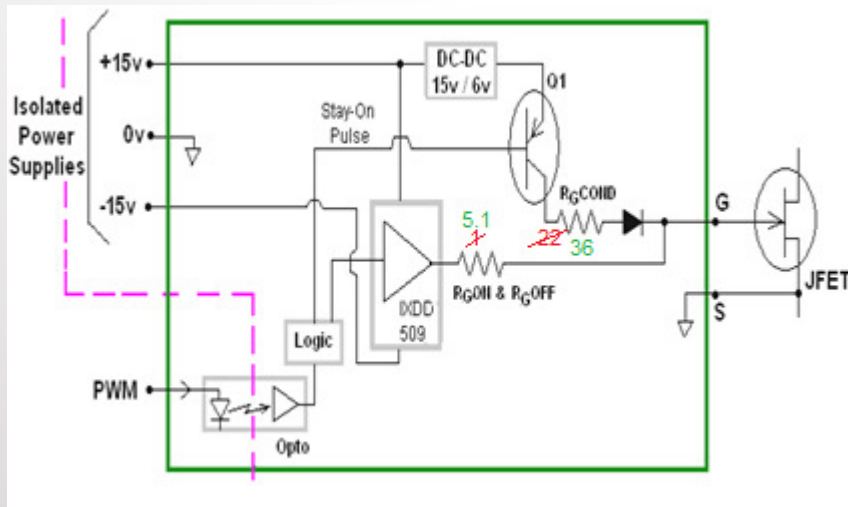 +15v
DC-DC
15v / 6v
Q1
Isolated
Power
Supplies
Stay-On
Pulse
0v
-15v
RGCOND
G
5.1
1
22
36
JFET
RGON & RGOFF
S
IXDD
509
Logic
PWM
Opto